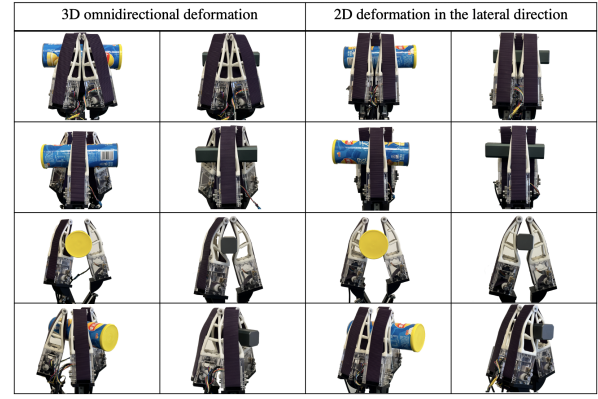 3D omnidirectional deformation
2D deformation in the lateral direction